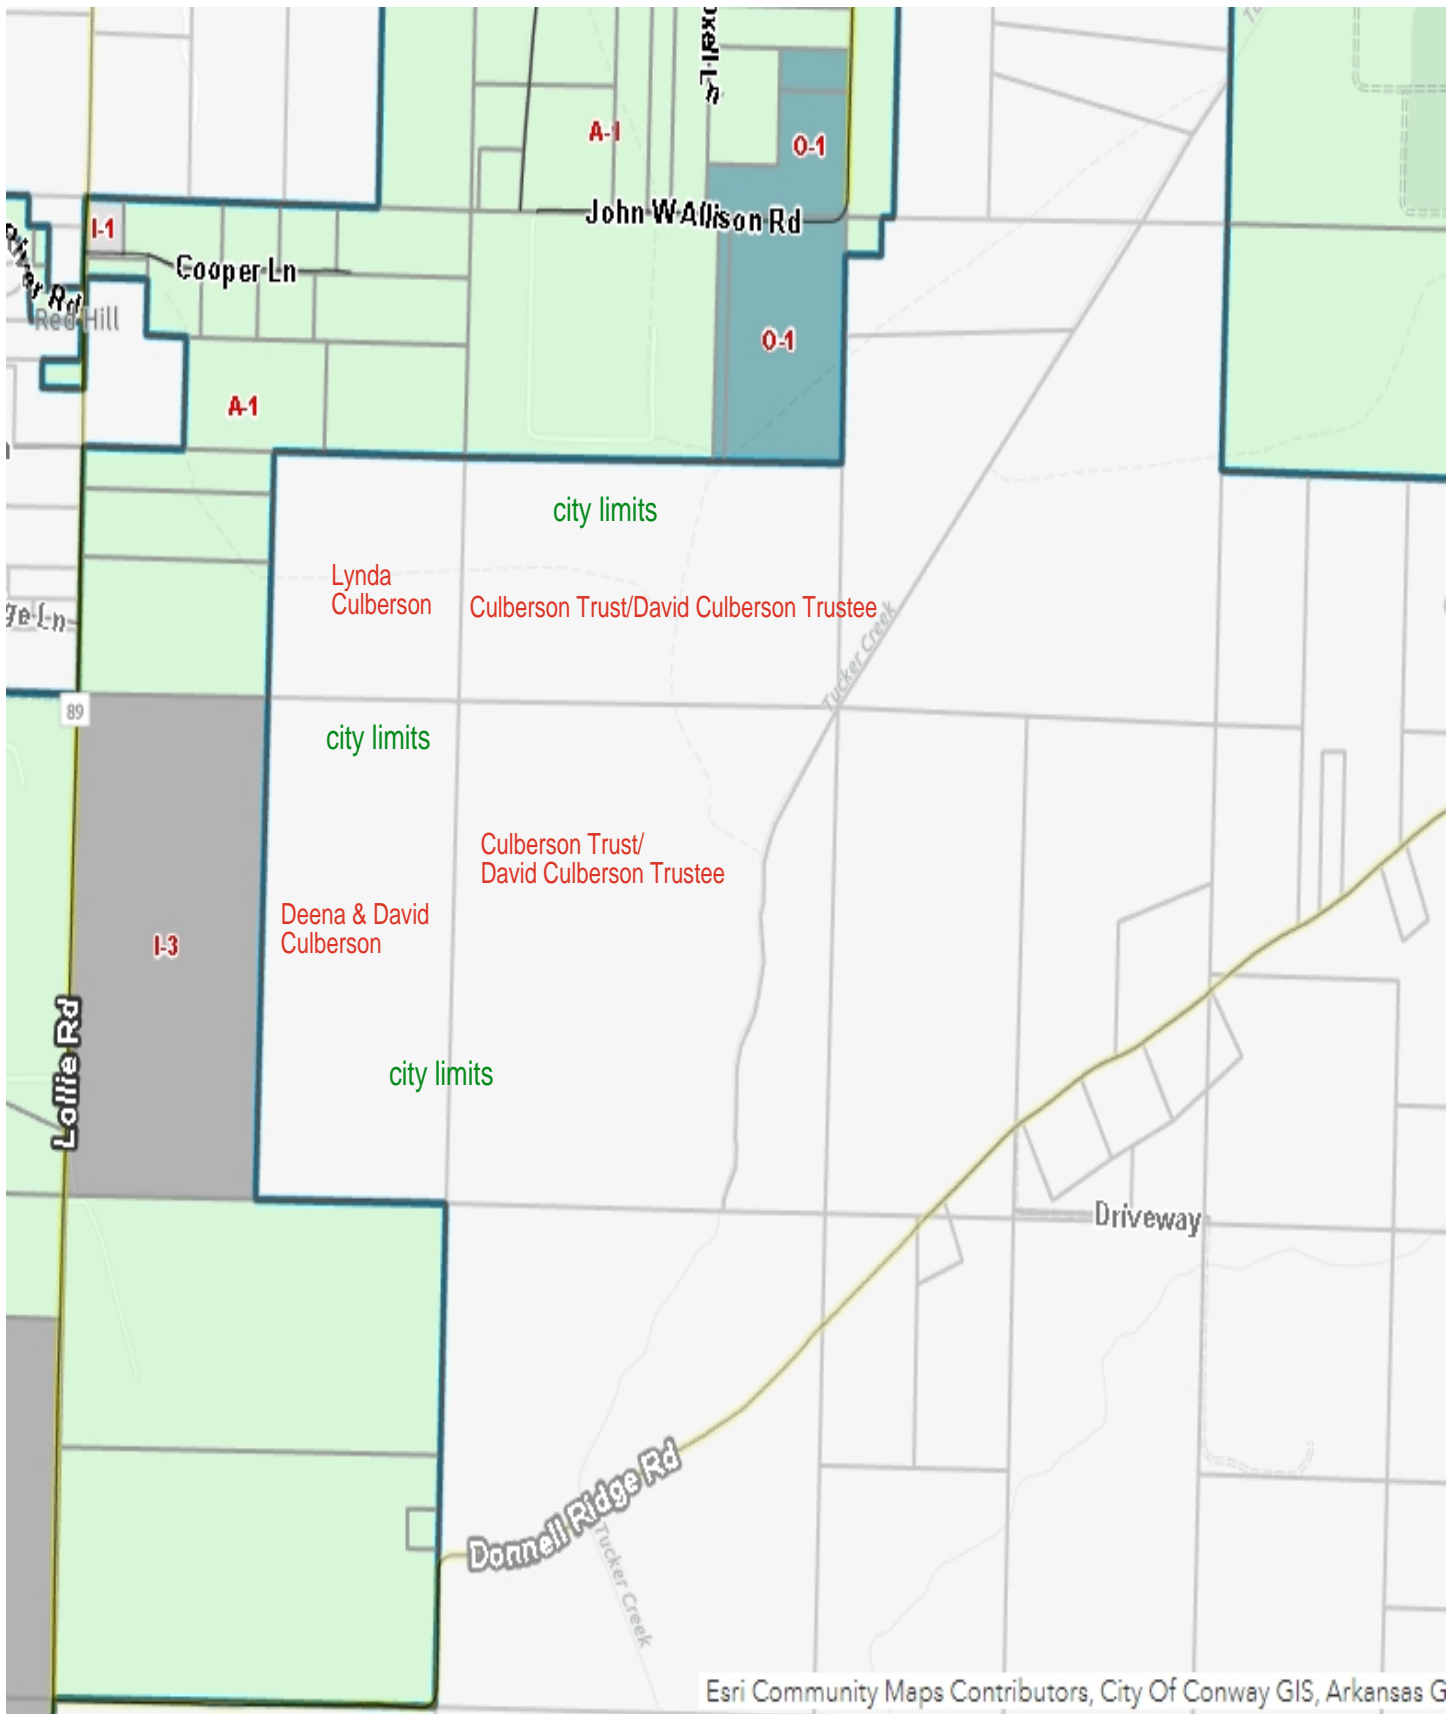 A-1
O-1
John W Allison Rd
I-1
Cooper Ln
River Rd
Red Hill
O-1
A-1
city limits
Lynda
Culberson
Culberson Trust/David Culberson Trustee
Tucker Creek
89
city limits
Culberson Trust/
David Culberson Trustee
Deena & David
Culberson
I-3
Lollie Rd
city limits
Driveway
Donnell Ridge Rd
Tucker Creek
Esri Community Maps Contributors, City Of Conway GIS, Arkansas G